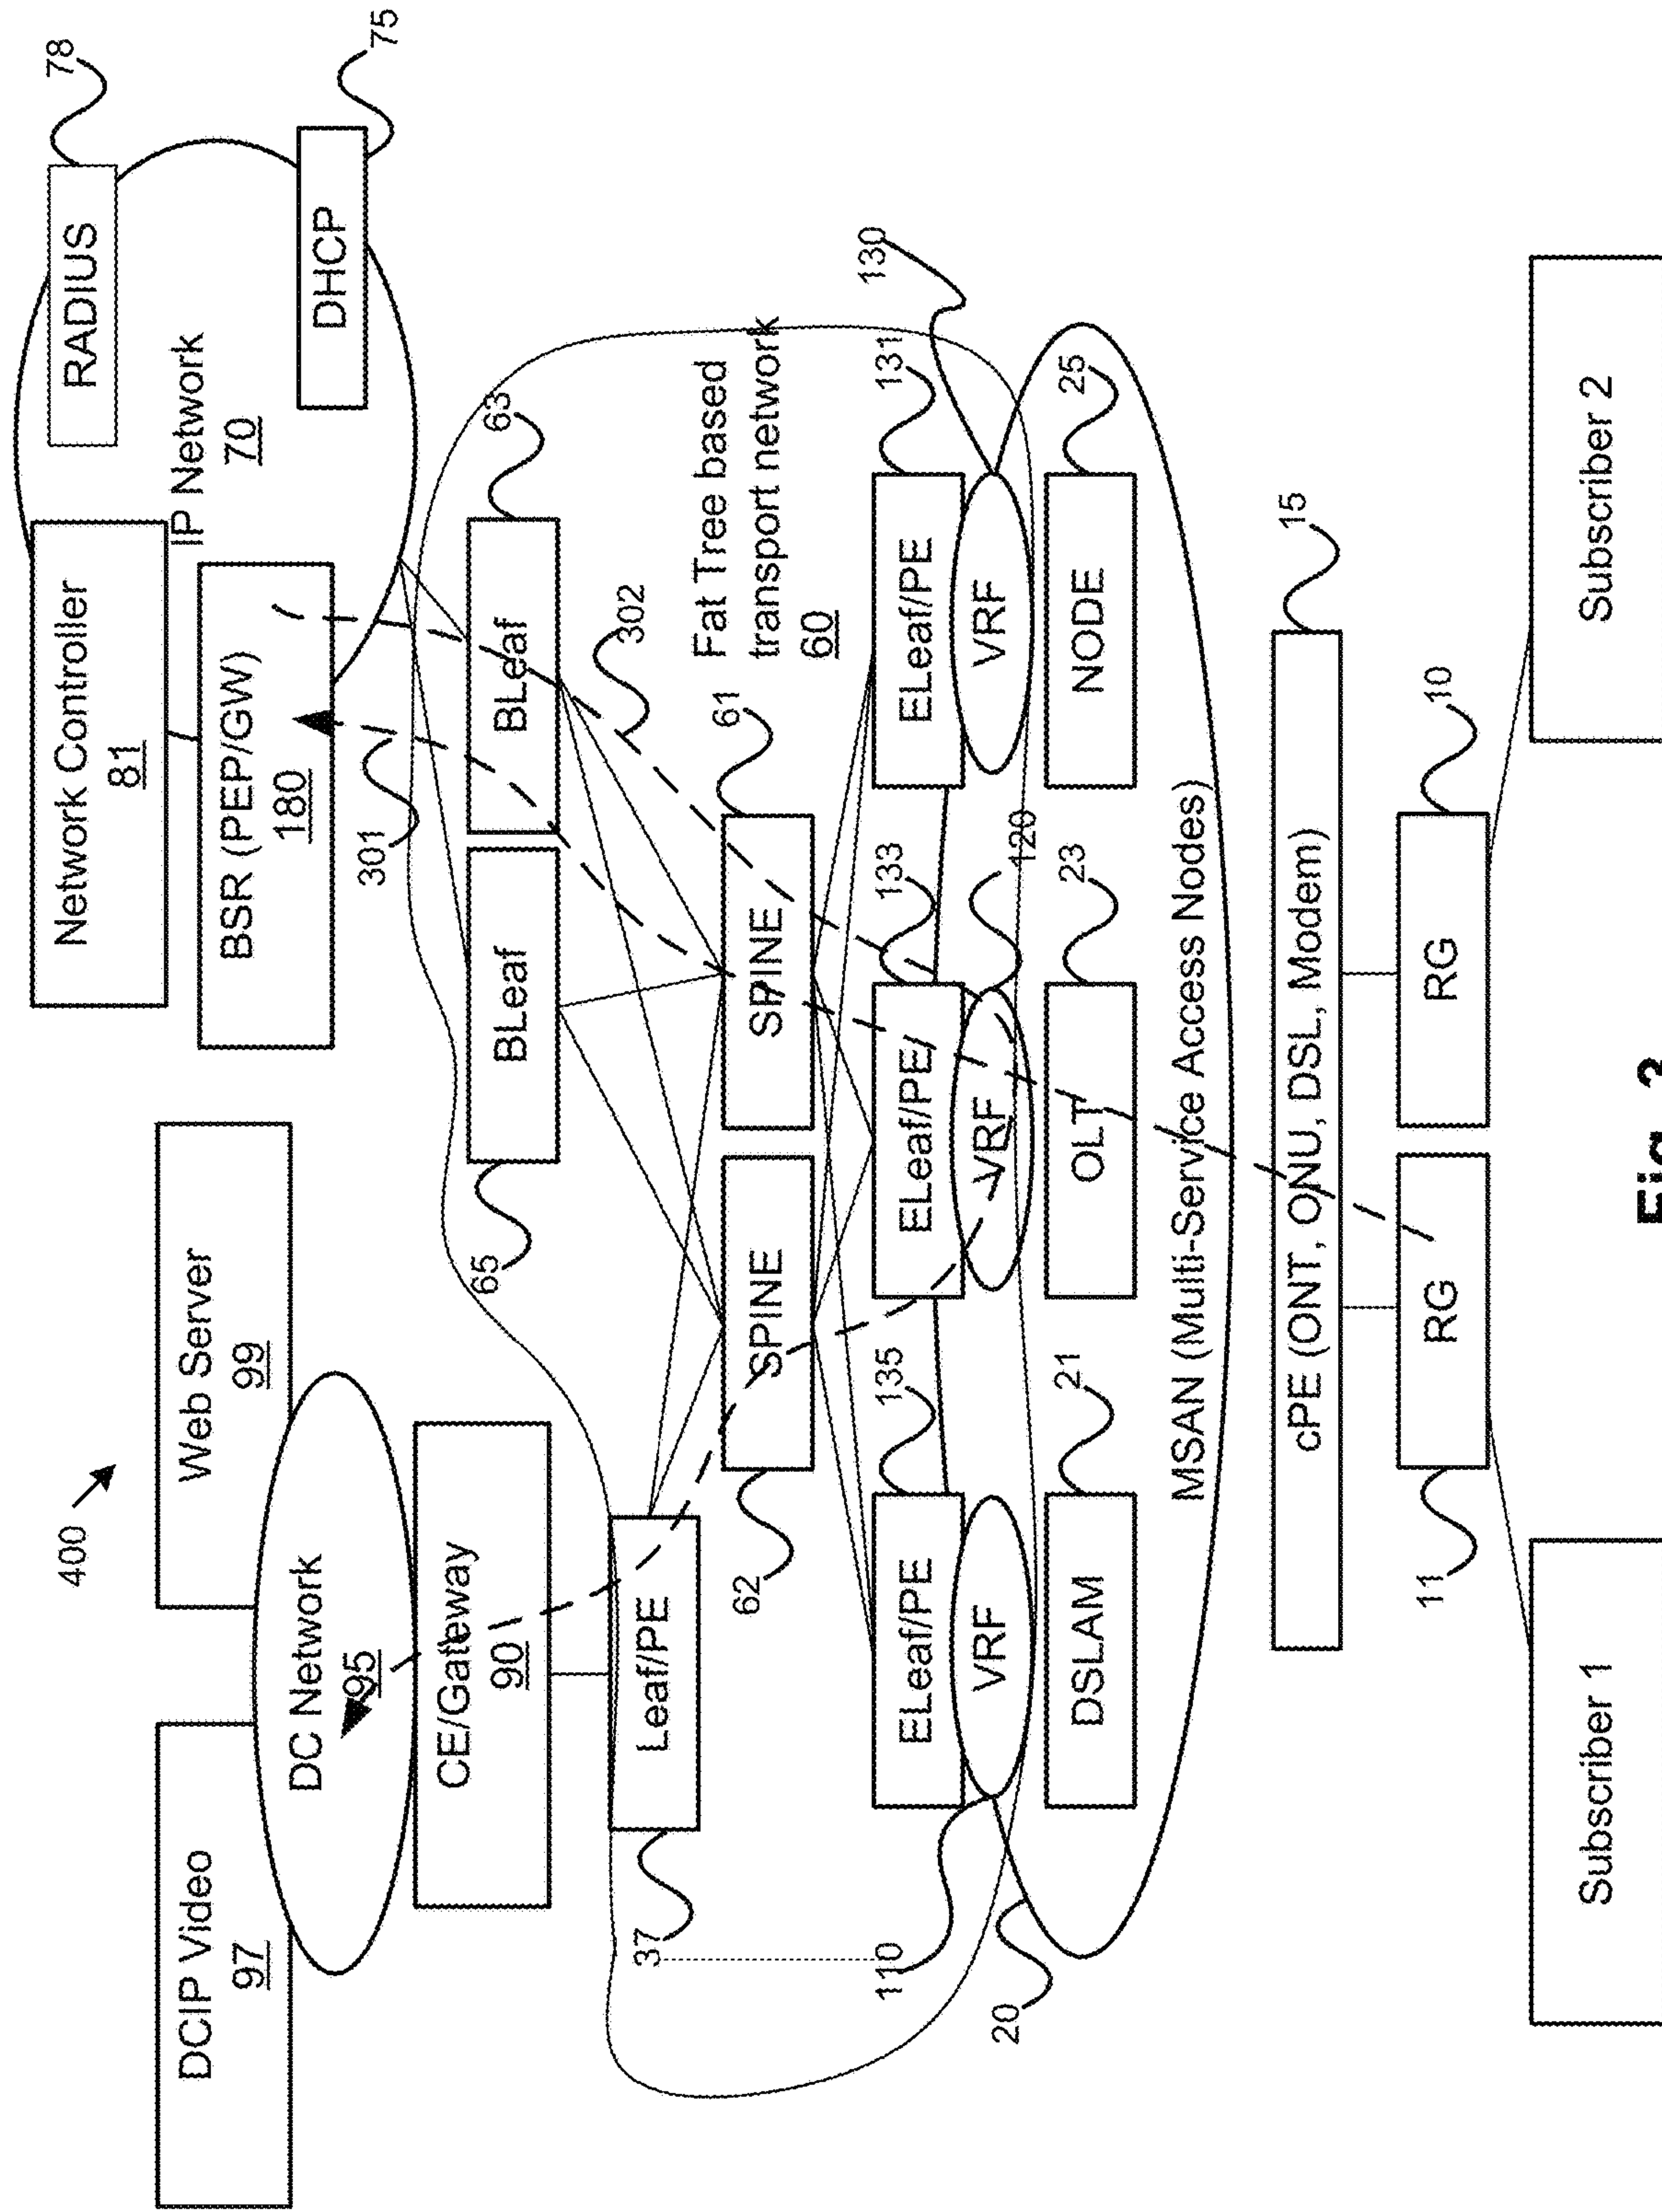 400
DCIP Video
97
Web Server
99
DC Network
95
CE/Gateway
90
Leaf/PE
37
Network Controller
81
BSR (PEP/GW)
180
IP Network
70
RADIUS
78
DHCP
75
301
302
BLeaf
65
BLeaf
63
Fat Tree based
transport network
60
SPINE
62
SPINE
61
ELeaf/PE
135
ELeaf/PE/
133
ELeaf/PE
131
VRF
110
VRF
120
VRF
130
DSLAM
21
OLT
23
NODE
25
20
MSAN (Multi-Service Access Nodes)
cPE (ONT, ONU, DSL, Modem)
15
RG
11
RG
10
Subscriber 1
Subscriber 2